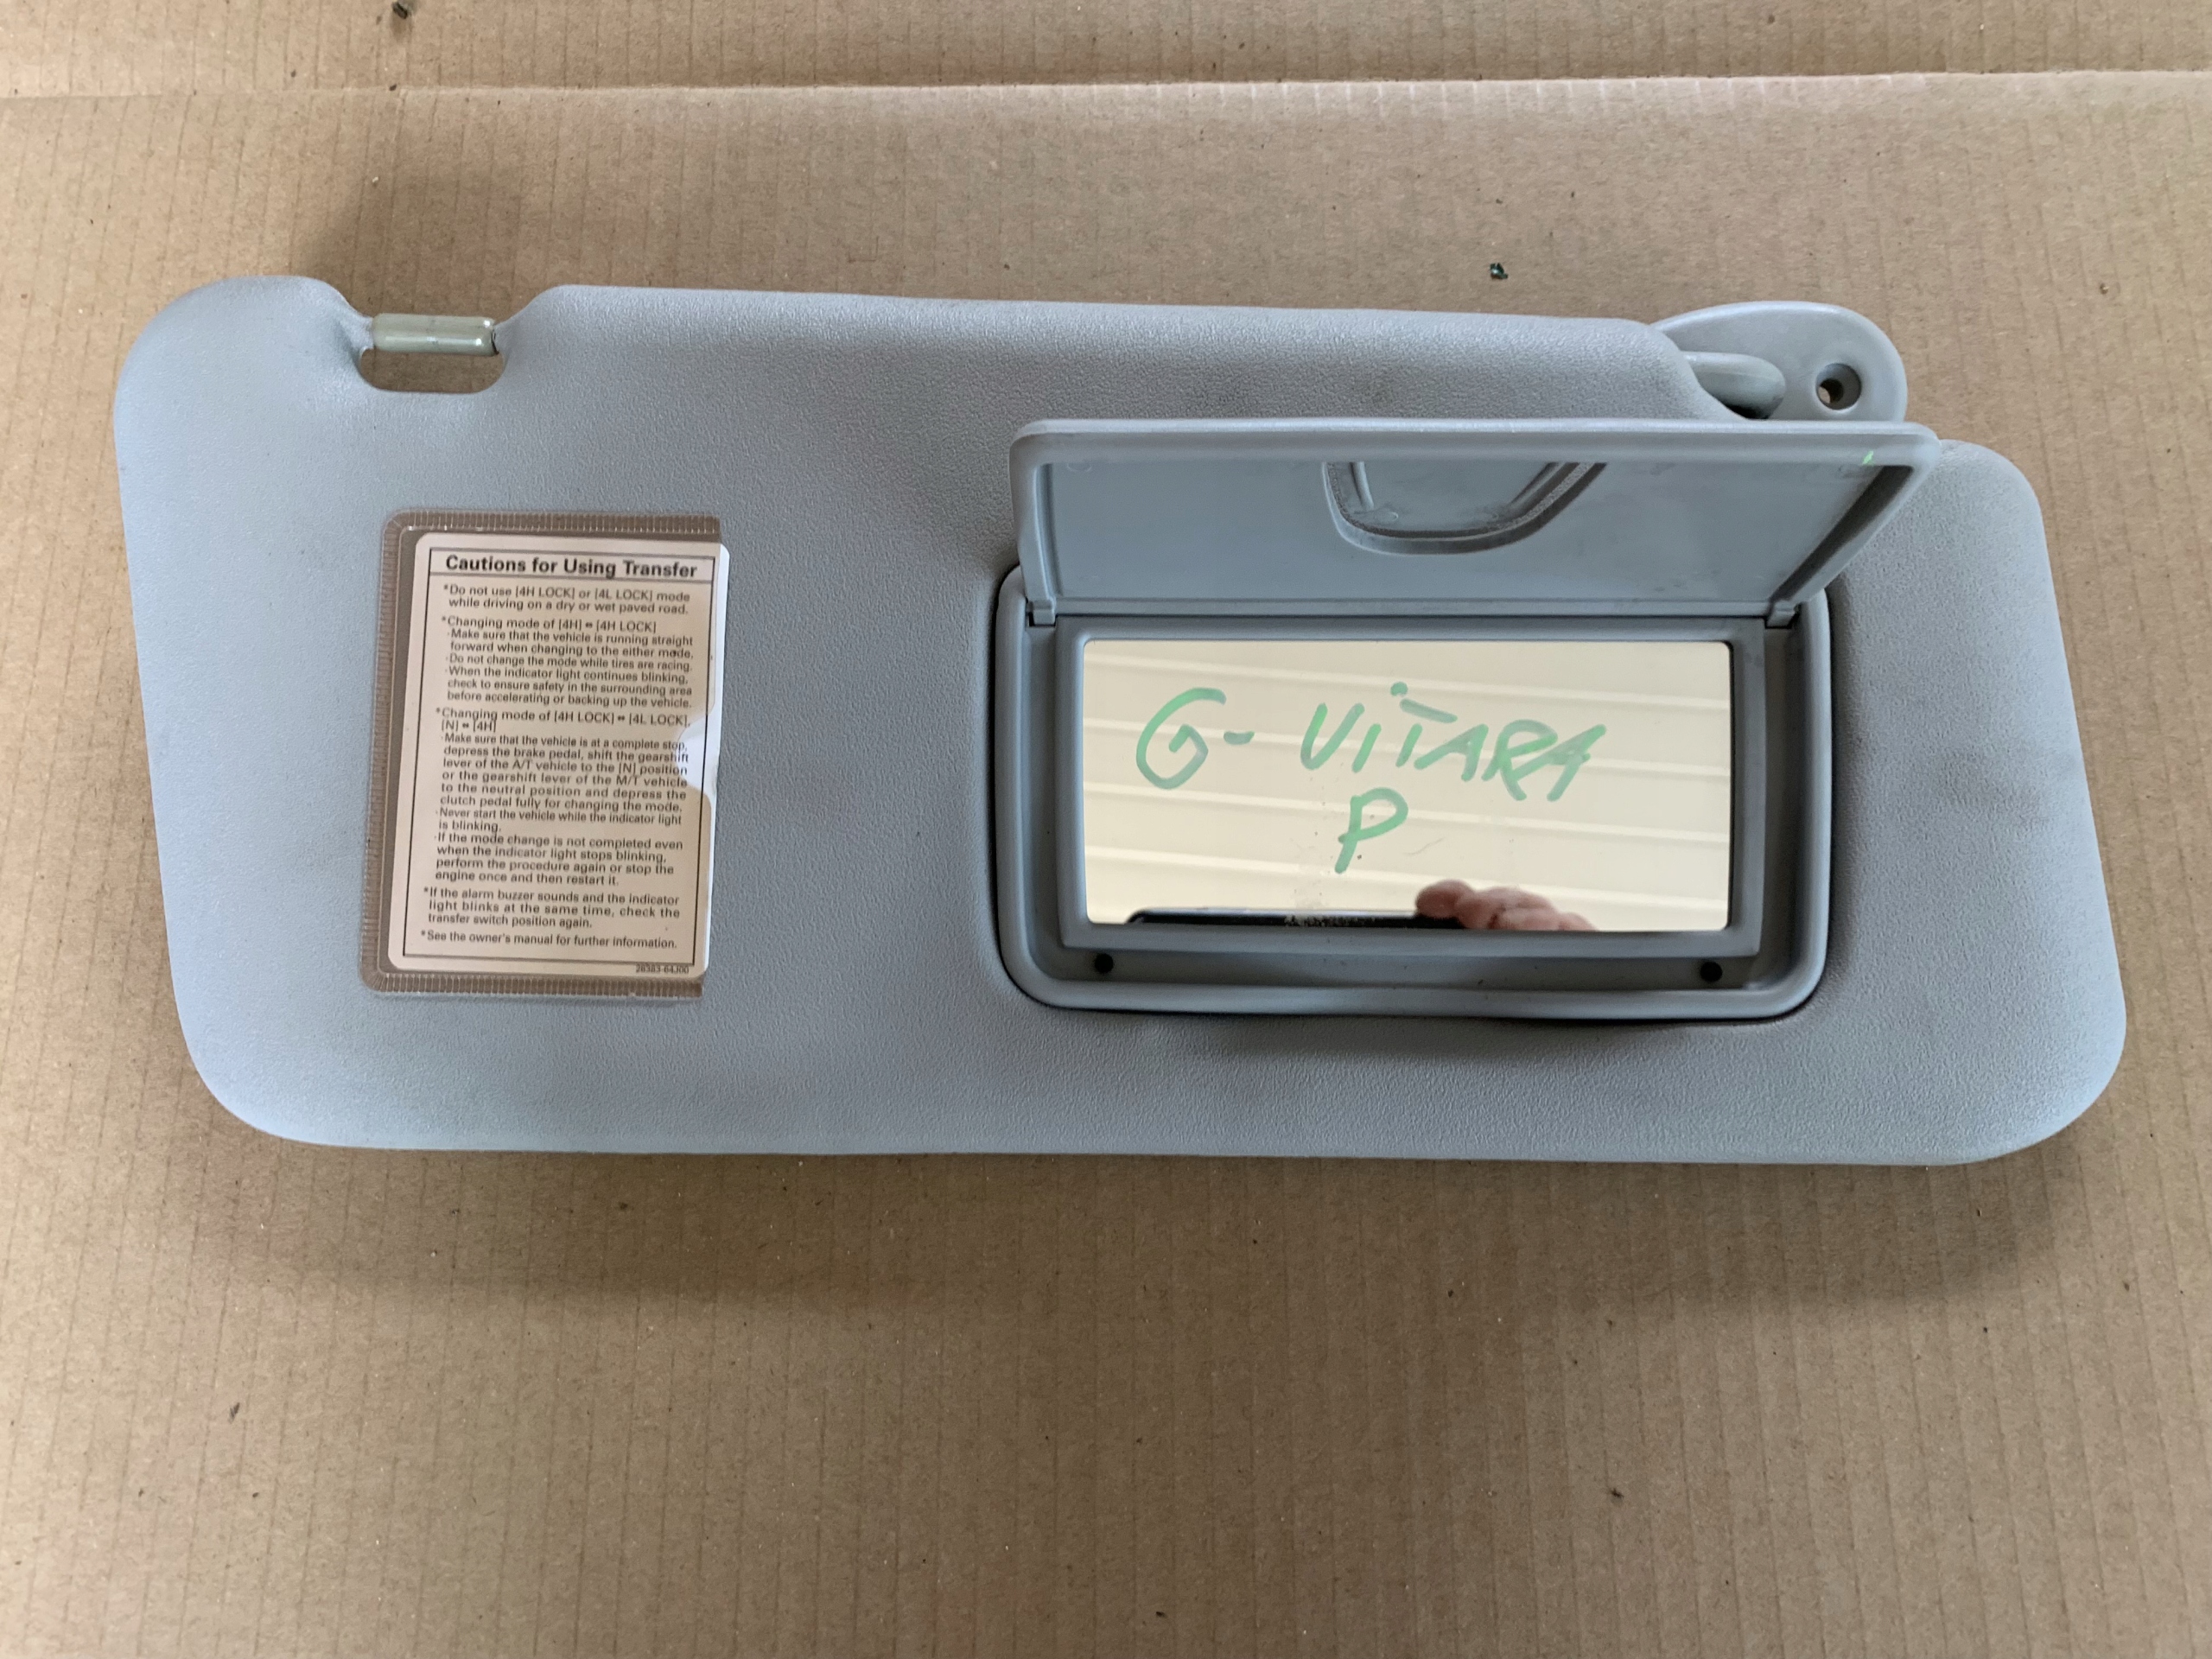 Cautions for Using Transfer
*Do not use [4H LOCK] or [4L LOCK] mode
while driving on a dry or wet paved road.
*Changing mode of [4H] ⇔ [4H LOCK]
·Make sure that the vehicle is running straight
forward when changing to the either mode.
·Do not change the mode while tires are racing.
·When the indicator light continues blinking,
check to ensure safety in the surrounding area
before accelerating or backing up the vehicle.
*Changing mode of [4H LOCK] ⇔ [4L LOCK],
[N] ⇔ [4H]
·Make sure that the vehicle is at a complete stop,
depress the brake pedal, shift the gearshift
lever of the A/T vehicle to the [N] position
or the gearshift lever of the M/T vehicle
to the neutral position and depress the
clutch pedal fully for changing the mode.
·Never start the vehicle while the indicator light
is blinking.
·If the mode change is not completed even
when the indicator light stops blinking,
perform the procedure again or stop the
engine once and then restart it.
*If the alarm buzzer sounds and the indicator
light blinks at the same time, check the
transfer switch position again.
*See the owner's manual for further information.
28383-64J00
G- VITARA
P